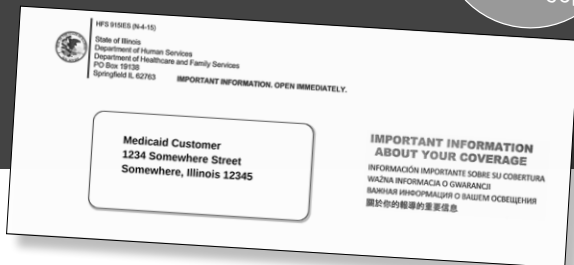 HFS 915IES (N-4-15)
State of Illinois
Department of Human Services
Department of Healthcare and Family Services
PO Box 19138
Springfield IL 62763 IMPORTANT INFORMATION. OPEN IMMEDIATELY.
Medicaid Customer
1234 Somewhere Street
Somewhere, Illinois 12345
IMPORTANT INFORMATION
ABOUT YOUR COVERAGE
INFORMACIÓN IMPORTANTE SOBRE SU COBERTURA
WAŻNA INFORMACJA O GWARANCJI
ВАЖНАЯ ИНФОРМАЦИЯ О ВАШЕМ ОСВЕЩЕНИЯ
關於你的報導的重要信息